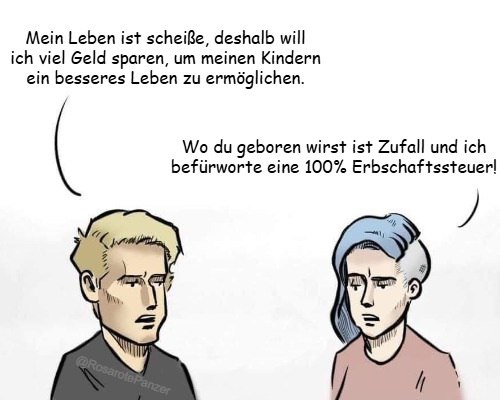 Mein Leben ist scheiße, deshalb will
ich viel Geld sparen, um meinen Kindern
ein besseres Leben zu ermöglichen.
Wo du geboren wirst ist Zufall und ich
befürworte eine 100% Erbschaftssteuer!
@RosarotePanzer